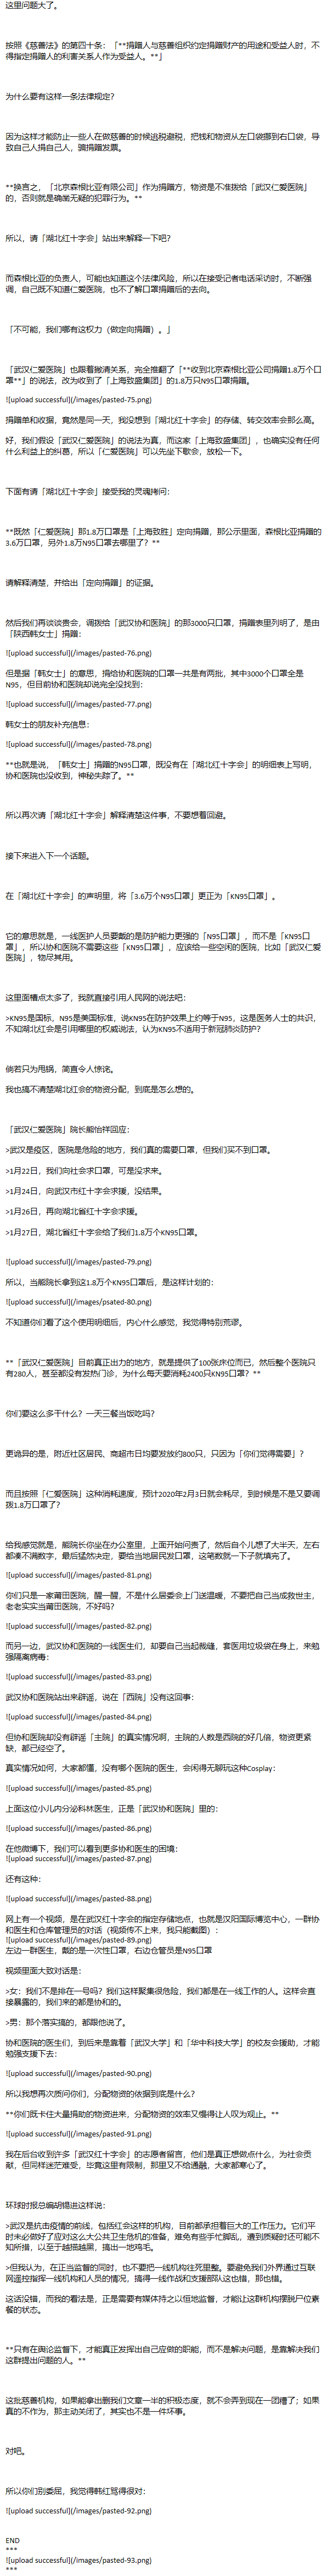 这里问题大了。
按照《慈善法》的第四十条：「**捐赠人与慈善组织约定捐赠财产的用途和受益人时，不
得指定捐赠人的利害关系人作为受益人。**」
为什么要有这样一条法律规定？
因为这样才能防止一些人在做慈善的时候逃税避税，把钱和物资从左口袋挪到右口袋，导
致自己人捐自己人，骗捐赠发票。
**换言之，「北京森根比亚有限公司」作为捐赠方，物资是不准拨给「武汉仁爱医院」
的，否则就是确凿无疑的犯罪行为。**
所以，请「湖北红十字会」站出来解释一下吧？
而森根比亚的负责人，可能也知道这个法律风险，所以在接受记者电话采访时，不断强
调，自己既不知道仁爱医院，也不了解口罩捐赠后的去向。
「不可能，我们哪有这权力（做定向捐赠）。」
「武汉仁爱医院」也跟着撇清关系，完全推翻了「**收到北京森根比亚公司捐赠1.8万个口
罩**」的说法，改为收到了「上海致盛集团」的1.8万只N95口罩捐赠。
![upload successful](/images/pasted-75.png)
捐赠单和收据，竟然是同一天，我没想到「湖北红十字会」的存储、转交效率会那么高。
好，我们假设「武汉仁爱医院」的说法为真，而这家「上海致盛集团」，也确实没有任何
什么利益上的纠葛，所以「仁爱医院」可以先坐下歇会，放松一下。
下面有请「湖北红十字会」接受我的灵魂拷问：
**既然「仁爱医院」那1.8万口罩是「上海致胜」定向捐赠，那公示里面，森根比亚捐赠的
3.6万口罩，另外1.8万N95口罩去哪里了？**
请解释清楚，并给出「定向捐赠」的证据。
然后我们再谈谈贵会，调拨给「武汉协和医院」的那3000只口罩，捐赠表里列明了，是由
「陕西韩女士」捐赠：
![upload successful](/images/pasted-76.png)
但是据「韩女士」的意思，捐给协和医院的口罩一共是有两批，其中3000个口罩全是
N95，但目前协和医院却说完全没找到：
![upload successful](/images/pasted-77.png)
韩女士的朋友补充信息：
![upload successful](/images/pasted-78.png)
**也就是说，「韩女士」捐赠的N95口罩，既没有在「湖北红十字会」的明细表上写明，
协和医院也没收到，神秘失踪了。**
所以再次请「湖北红十字会」解释清楚这件事，不要想着回避。
接下来进入下一个话题。
在「湖北红十字会」的声明里，将「3.6万个N95口罩」更正为「KN95口罩」。
它的意思就是，一线医护人员要戴的是防护能力更强的「N95口罩」，而不是「KN95口
罩」，所以协和医院不需要这些「KN95口罩」，应该给一些空闲的医院，比如「武汉仁爱
医院」，物尽其用。
这里面槽点太多了，我就直接引用人民网的说法吧：
>KN95是国标，N95是美国标准，说KN95在防护效果上约等于N95，这是医务人士的共识，
不知湖北红会是引用哪里的权威说法，认为KN95不适用于新冠肺炎防护？
倘若只为甩锅，简直令人惊诧。
我也搞不清楚湖北红会的物资分配，到底是怎么想的。
「武汉仁爱医院」院长熊怡祥回应：
>武汉是疫区，医院是危险的地方，我们真的需要口罩，但我们买不到口罩。
>1月22日，我们向社会求口罩，可是没求来。
>1月24日，向武汉市红十字会求援，没结果。
>1月26日，再向湖北省红十字会求援。
>1月27日，湖北省红十字会给了我们1.8万个KN95口罩。
![upload successful](/images/pasted-79.png)
所以，当熊院长拿到这1.8万个KN95口罩后，是这样计划的：
![upload successful](/images/pasted-80.png)
不知道你们看了这个使用明细后，内心什么感觉，我觉得特别荒谬。
**「武汉仁爱医院」目前真正出力的地方，就是提供了100张床位而已，然后整个医院只
有280人，甚至都没有发热门诊，为什么每天要消耗2400只KN95口罩？**
你们要这么多干什么？一天三餐当饭吃吗？
更诡异的是，附近社区居民、商超市日均要发放约800只，只因为「你们觉得需要」？
而且按照「仁爱医院」这种消耗速度，预计2020年2月3日就会耗尽，到时候是不是又要调
拨1.8万口罩了？
给我感觉就是，熊院长你坐在办公室里，上面开始问责了，然后自个儿想了大半天，左右
都凑不满数字，最后猛然决定，要给当地居民发口罩，这笔数就一下子就填完了。
![upload successful](/images/pasted-81.png)
你们只是一家莆田医院，醒一醒，不是什么居委会上门送温暖，不要把自己当成救世主，
老老实实当莆田医院，不好吗？
![upload successful](/images/pasted-82.png)
而另一边，武汉协和医院的一线医生们，却要自己当起裁缝，套医用垃圾袋在身上，来勉
强隔离病毒：
![upload successful](/images/pasted-83.png)
武汉协和医院站出来辟谣，说在「西院」没有这回事：
![upload successful](/images/pasted-84.png)
但协和医院却没有辟谣「主院」的真实情况啊，主院的人数是西院的好几倍，物资更紧
缺，都已经空了。
真实情况如何，大家都懂，没有哪个医院的医生，会闲得无聊玩这种Cosplay：
![upload successful](/images/pasted-85.png)
上面这位小儿内分泌科林医生，正是「武汉协和医院」里的：
![upload successful](/images/pasted-86.png)
在他微博下，我们可以看到更多协和医生的困境：
![upload successful](/images/pasted-87.png)
还有这种：
![upload successful](/images/pasted-88.png)
网上有一个视频，是在武汉红十字会的指定存储地点，也就是汉阳国际博览中心，一群协
和医生和仓库管理员的对话（视频传不上来，我只能截图）：
![upload successful](/images/pasted-89.png)
左边一群医生，戴的是一次性口罩，右边仓管员是N95口罩
视频里面大致对话是：
>女：我们不是排在一号吗？我们这样聚集很危险，我们都是在一线工作的人。这样会直
接暴露的，我们来的都是协和的。
>男：那个落实搞的，都跟他说了。
协和医院的医生们，到后来是靠着「武汉大学」和「华中科技大学」的校友会援助，才能
勉强支援下去：
![upload successful](/images/pasted-90.png)
所以我想再次质问你们，分配物资的依据到底是什么？
**你们既卡住大量捐助的物资进来，分配物资的效率又慢得让人叹为观止。**
![upload successful](/images/pasted-91.png)
我在后台收到许多「武汉红十字会」的志愿者留言，他们是真正想做点什么，为社会贡
献，但同样迷茫难受，毕竟这里有限制，那里又不给通融，大家都寒心了。
环球时报总编胡锡进这样说：
>武汉是抗击疫情的前线，包括红会这样的机构，目前都承担着巨大的工作压力。它们平
时未必做好了应对这么大公共卫生危机的准备，难免有些手忙脚乱，遭到质疑时还可能不
知所措，以至于越描越黑，搞出一地鸡毛。
>但我认为，在正当监督的同时，也不要把一线机构往死里整。要避免我们外界通过互联
网遥控指挥一线机构和人员的情况，搞得一线作战和支援部队这也错，那也错。
这话没错，而我的看法是，正是需要有媒体持之以恒地监督，才能让这群机构摆脱尸位素
餐的状态。
**只有在舆论监督下，才能真正发挥出自己应做的职能，而不是解决问题，是靠解决我们
这群提出问题的人。**
这批慈善机构，如果能拿出删我们文章一半的积极态度，就不会弄到现在一团糟了；如果
真的不作为，那主动关闭了，其实也不是一件坏事。
对吧。
所以你们别委屈，我觉得韩红骂得很对：
![upload successful](/images/pasted-92.png)
END
***
![upload successful](/images/pasted-93.png)
***